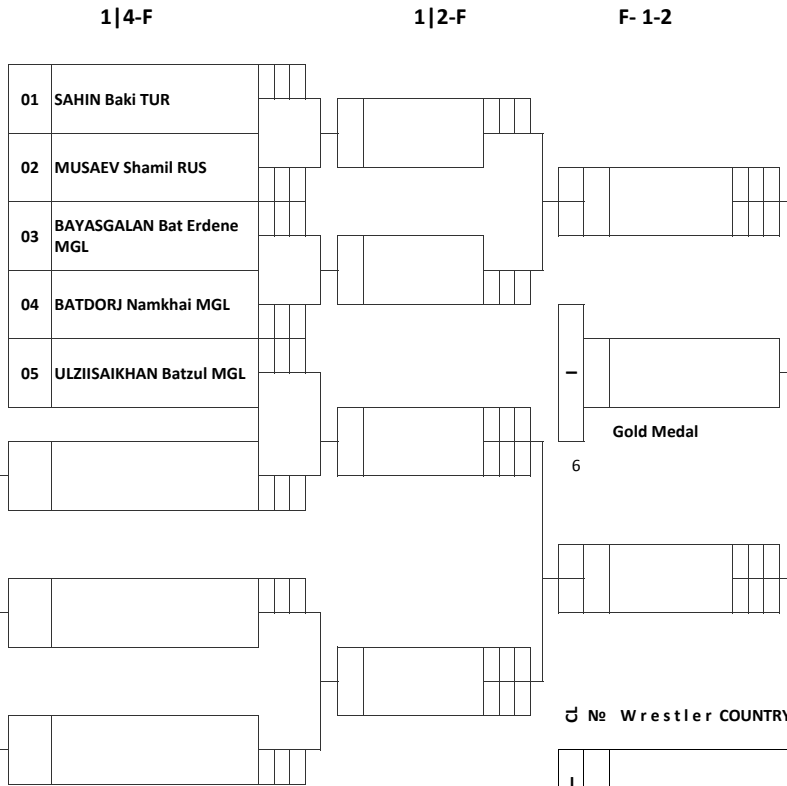 1|4-F 1|2-F F- 1-2
01 SAHIN Baki TUR
02 MUSAEV Shamil RUS
03 BAYASGALAN Bat Erdene
MGL
04 BATDORJ Namkhai MGL
05 ULZIISAIKHAN Batzul MGL
I
Gold Medal
6
CL № Wrestler COUNTRY